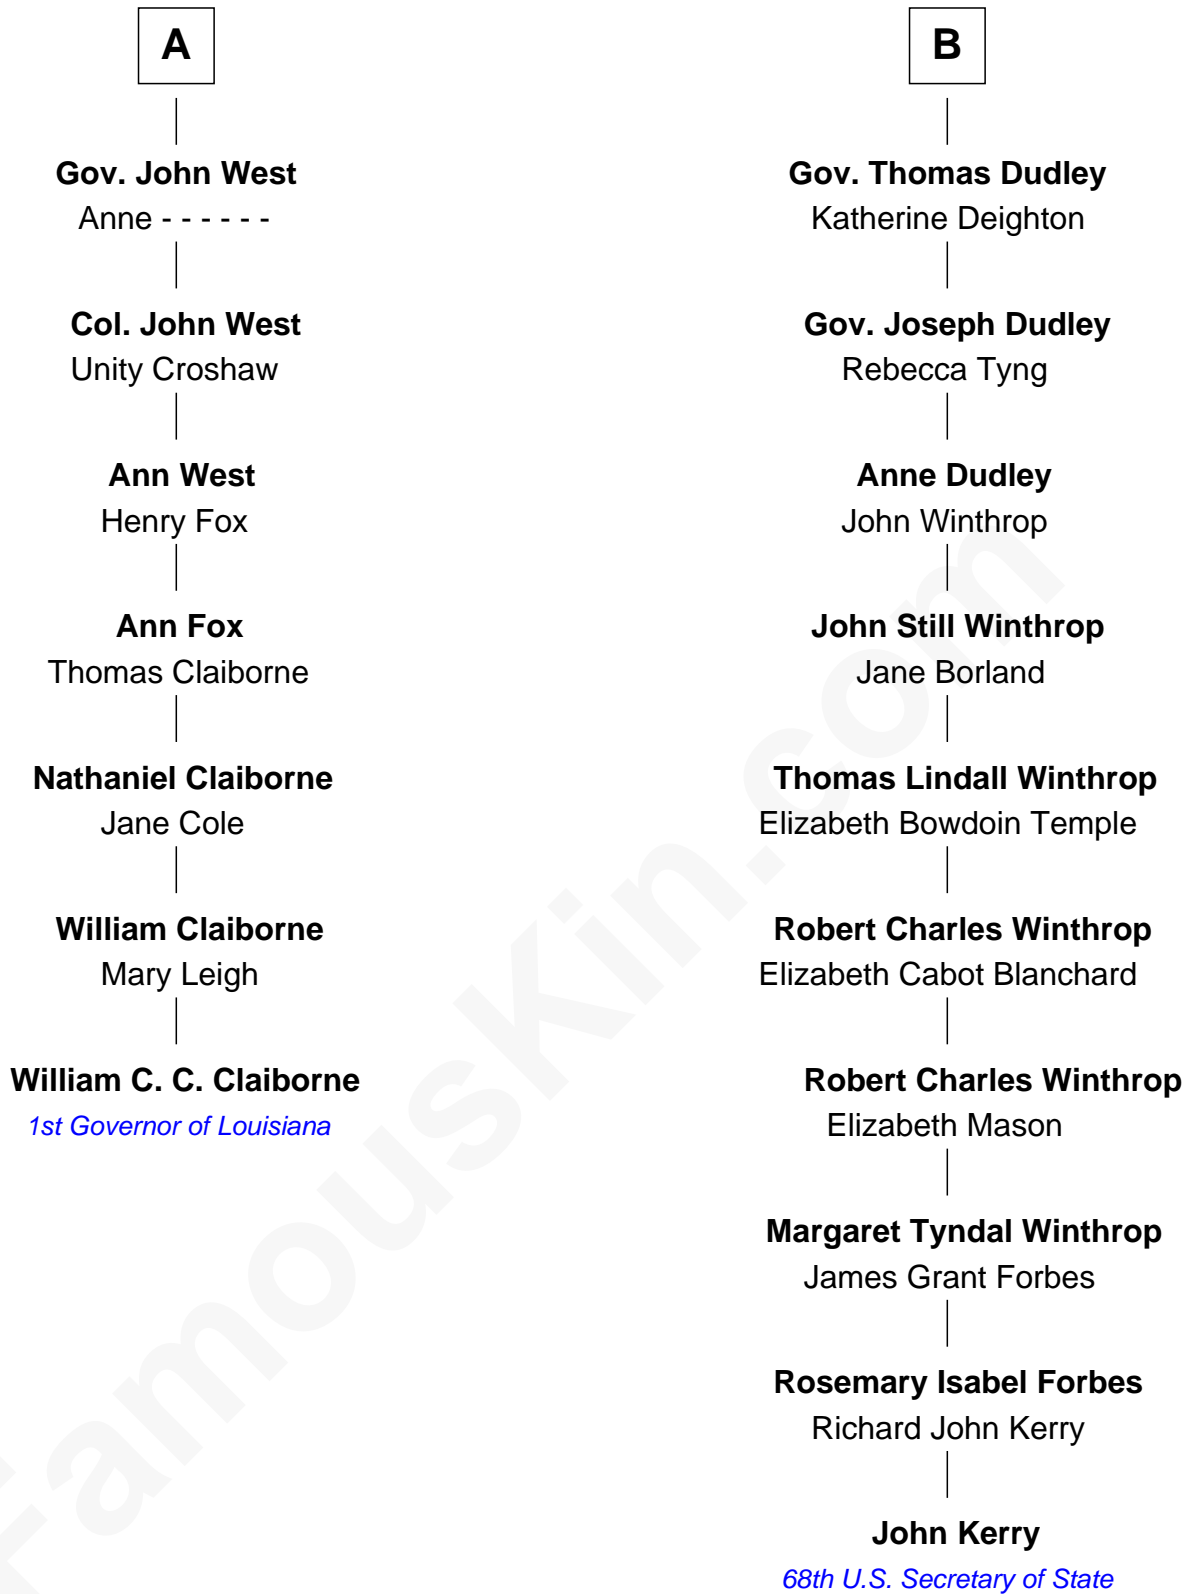 A
Gov. John West
Anne - - - - - -
Col. John West
Unity Croshaw
Ann West
Henry Fox
Ann Fox
Thomas Claiborne
Nathaniel Claiborne
Jane Cole
William Claiborne
Mary Leigh
William C. C. Claiborne
1st Governor of Louisiana
B
Gov. Thomas Dudley
Katherine Deighton
Gov. Joseph Dudley
Rebecca Tyng
Anne Dudley
John Winthrop
John Still Winthrop
Jane Borland
Thomas Lindall Winthrop
Elizabeth Bowdoin Temple
Robert Charles Winthrop
Elizabeth Cabot Blanchard
Robert Charles Winthrop
Elizabeth Mason
Margaret Tyndal Winthrop
James Grant Forbes
Rosemary Isabel Forbes
Richard John Kerry
John Kerry
68th U.S. Secretary of State
FamousKin.com